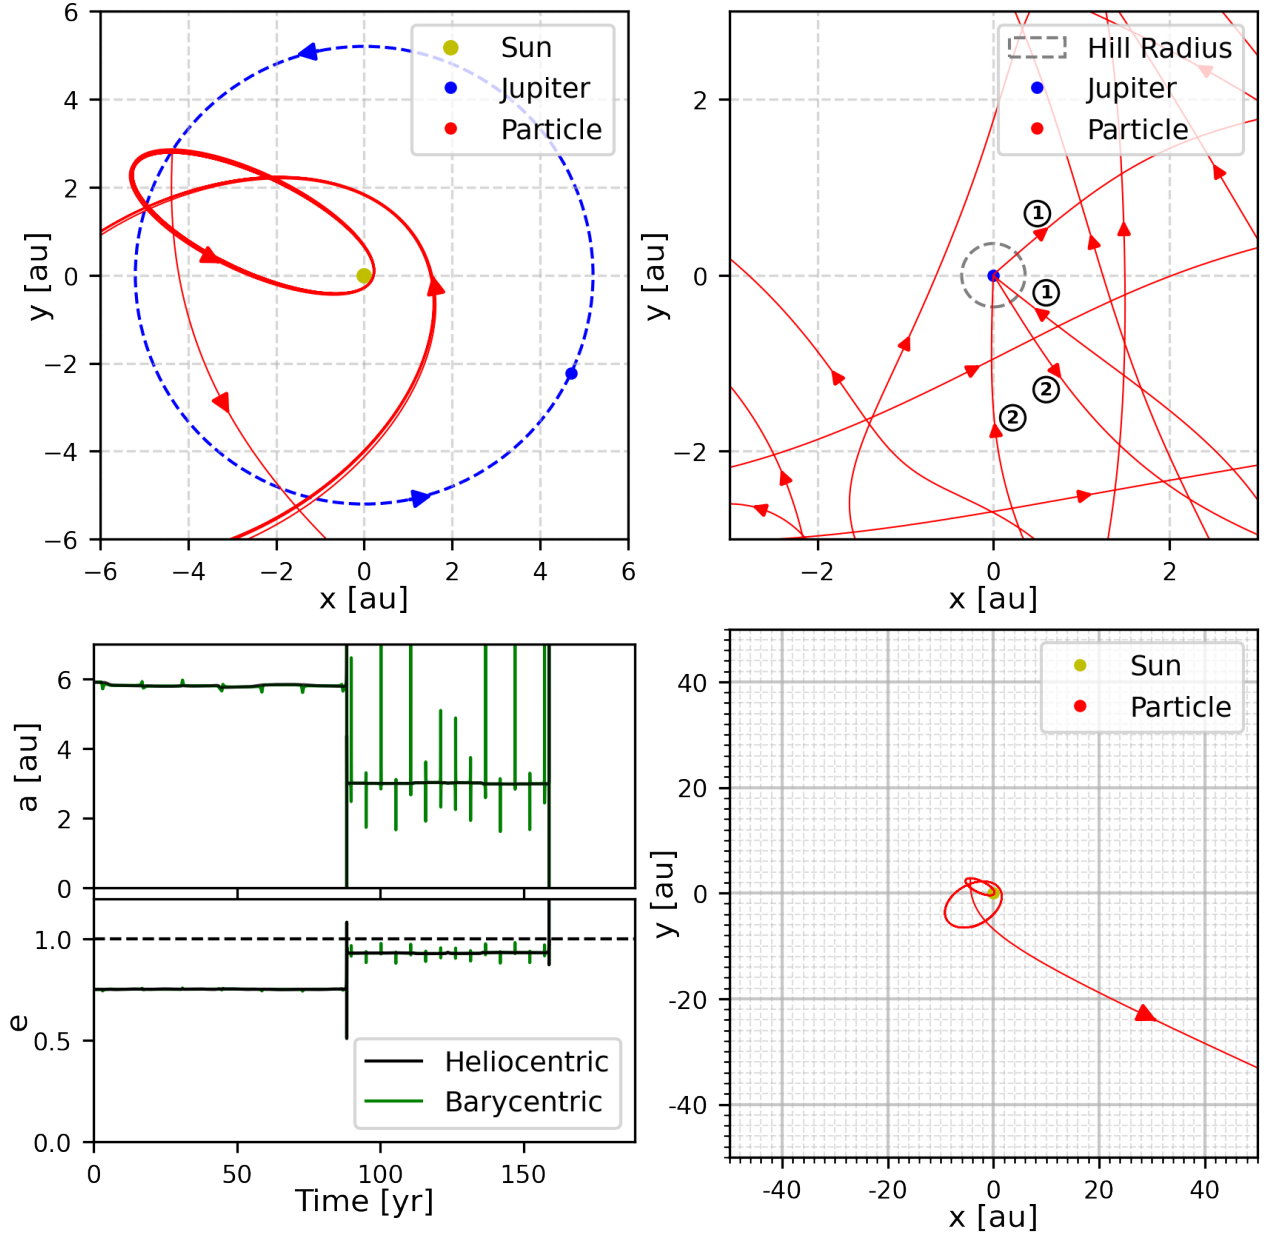 6
4
2
0
−2
−4
−6
y [au]
−6 −4 −2 0 2 4 6
x [au]
Sun
Jupiter
Particle
2
0
−2
y [au]
−2 0 2
x [au]
Hill Radius
Jupiter
Particle
1
1
2
2
6
4
2
0
a [au]
1.0
0.5
0.0
e
Heliocentric
Barycentric
0 50 100 150
Time [yr]
40
20
0
-20
-40
y [au]
-40 -20 0 20 40
x [au]
Sun
Particle